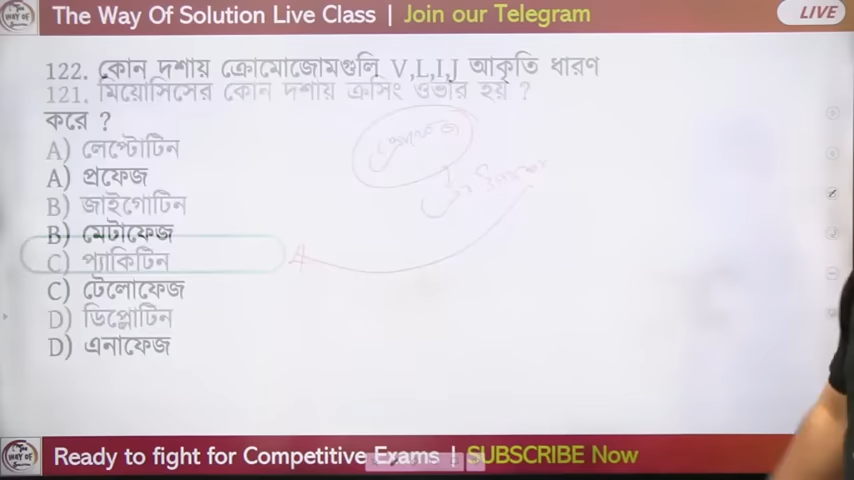 The Way Of Solution Live Class | Join our Telegram
LIVE
122. কোন দশায় ক্রোমোজোমগুলি V,L,I,J আকৃতি ধারণ
121. মিয়োসিসের কোন দশায় ক্রসিং ওভার হয় ?
করে ?
A) লেপ্টোটিন
A) প্রফেজ
B) জাইগোটিন
B) মেটাফেজ
C) প্যাকিটিন
C) টেলোফেজ
D) ডিপ্লোটিন
D) এনাফেজ
Ready to fight for Competitive Exams | SUBSCRIBE Now